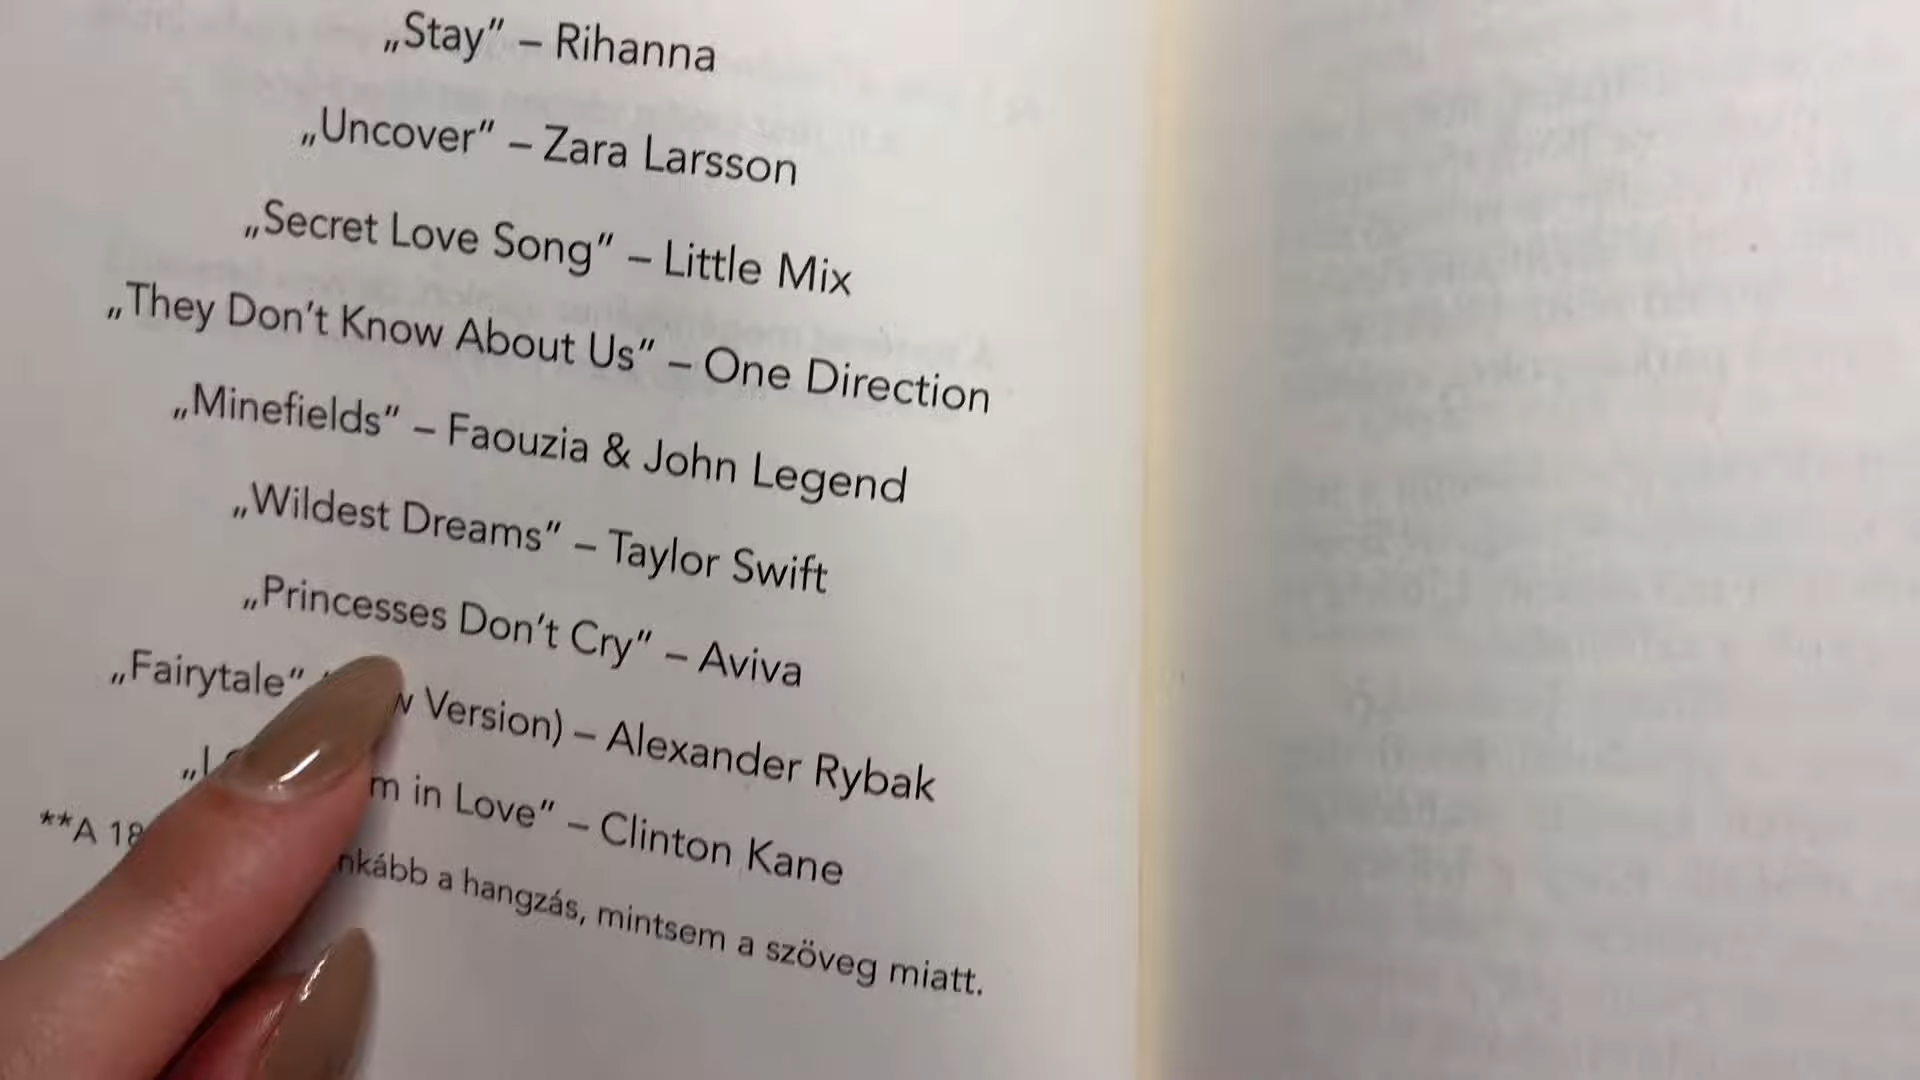 „Stay” – Rihanna
„Uncover” – Zara Larsson
„Secret Love Song” – Little Mix
„They Don’t Know About Us” – One Direction
„Minefields” – Faouzia & John Legend
„Wildest Dreams” – Taylor Swift
„Princesses Don’t Cry” – Aviva
„Fairytale” Version) – Alexander Rybak
in Love” – Clinton Kane
**A a hangzás, mintsem a szöveg miatt.